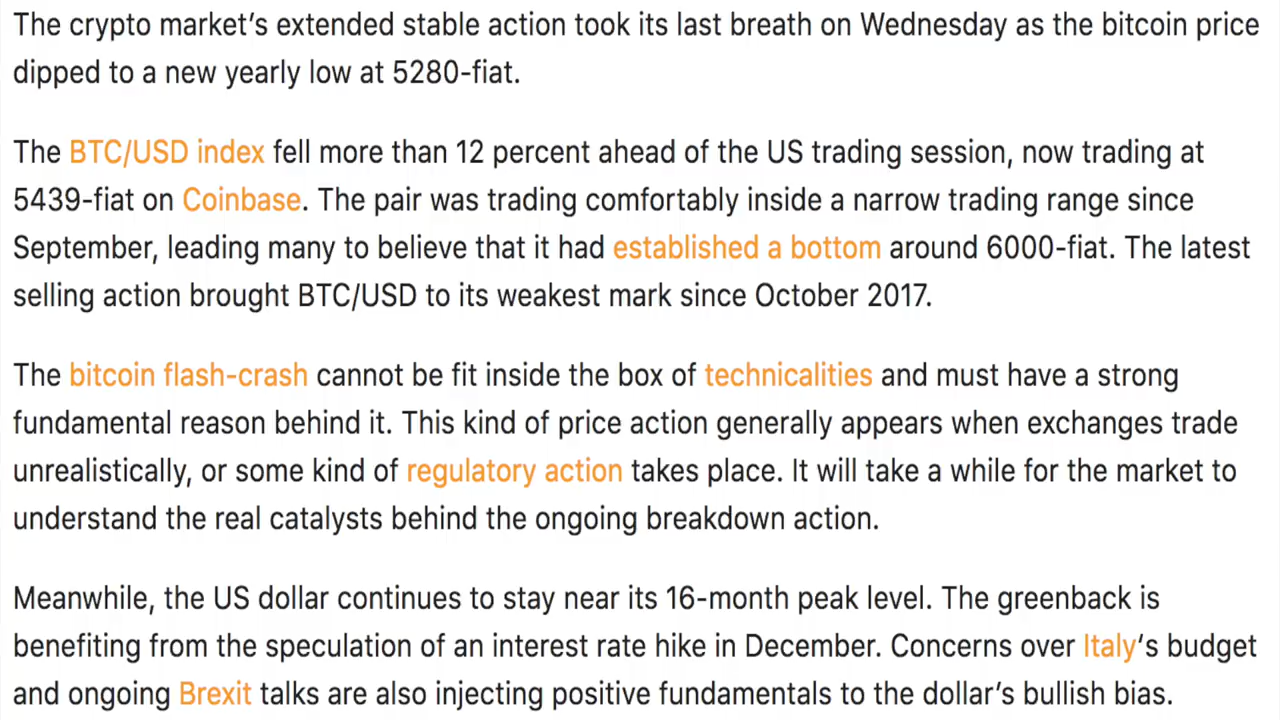 The crypto market’s extended stable action took its last breath on Wednesday as the bitcoin price
dipped to a new yearly low at 5280-fiat.
The BTC/USD index fell more than 12 percent ahead of the US trading session, now trading at
5439-fiat on Coinbase. The pair was trading comfortably inside a narrow trading range since
September, leading many to believe that it had established a bottom around 6000-fiat. The latest
selling action brought BTC/USD to its weakest mark since October 2017.
The bitcoin flash-crash cannot be fit inside the box of technicalities and must have a strong
fundamental reason behind it. This kind of price action generally appears when exchanges trade
unrealistically, or some kind of regulatory action takes place. It will take a while for the market to
understand the real catalysts behind the ongoing breakdown action.
Meanwhile, the US dollar continues to stay near its 16-month peak level. The greenback is
benefiting from the speculation of an interest rate hike in December. Concerns over Italy‘s budget
and ongoing Brexit talks are also injecting positive fundamentals to the dollar’s bullish bias.